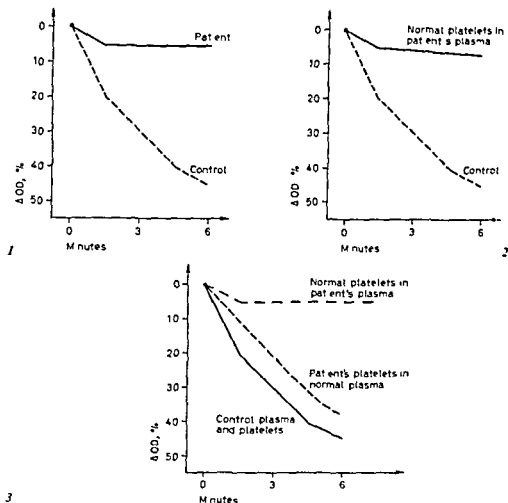 0
10
20
30
40
50
ΔOD, %
Pat ent
Control
0
6
M nutes
1
0
10
20
30
40
50
ΔOD, %
Normal platelets in
pat ent s plasma
Control
0
3
6
M nutes
2
0
10
20
30
40
50
ΔOD, %
Normal platelets in
patient's plasma
Pat ent's platelets in
normal plasma
Control plasma
and platelets
0
3
6
M nutes
3